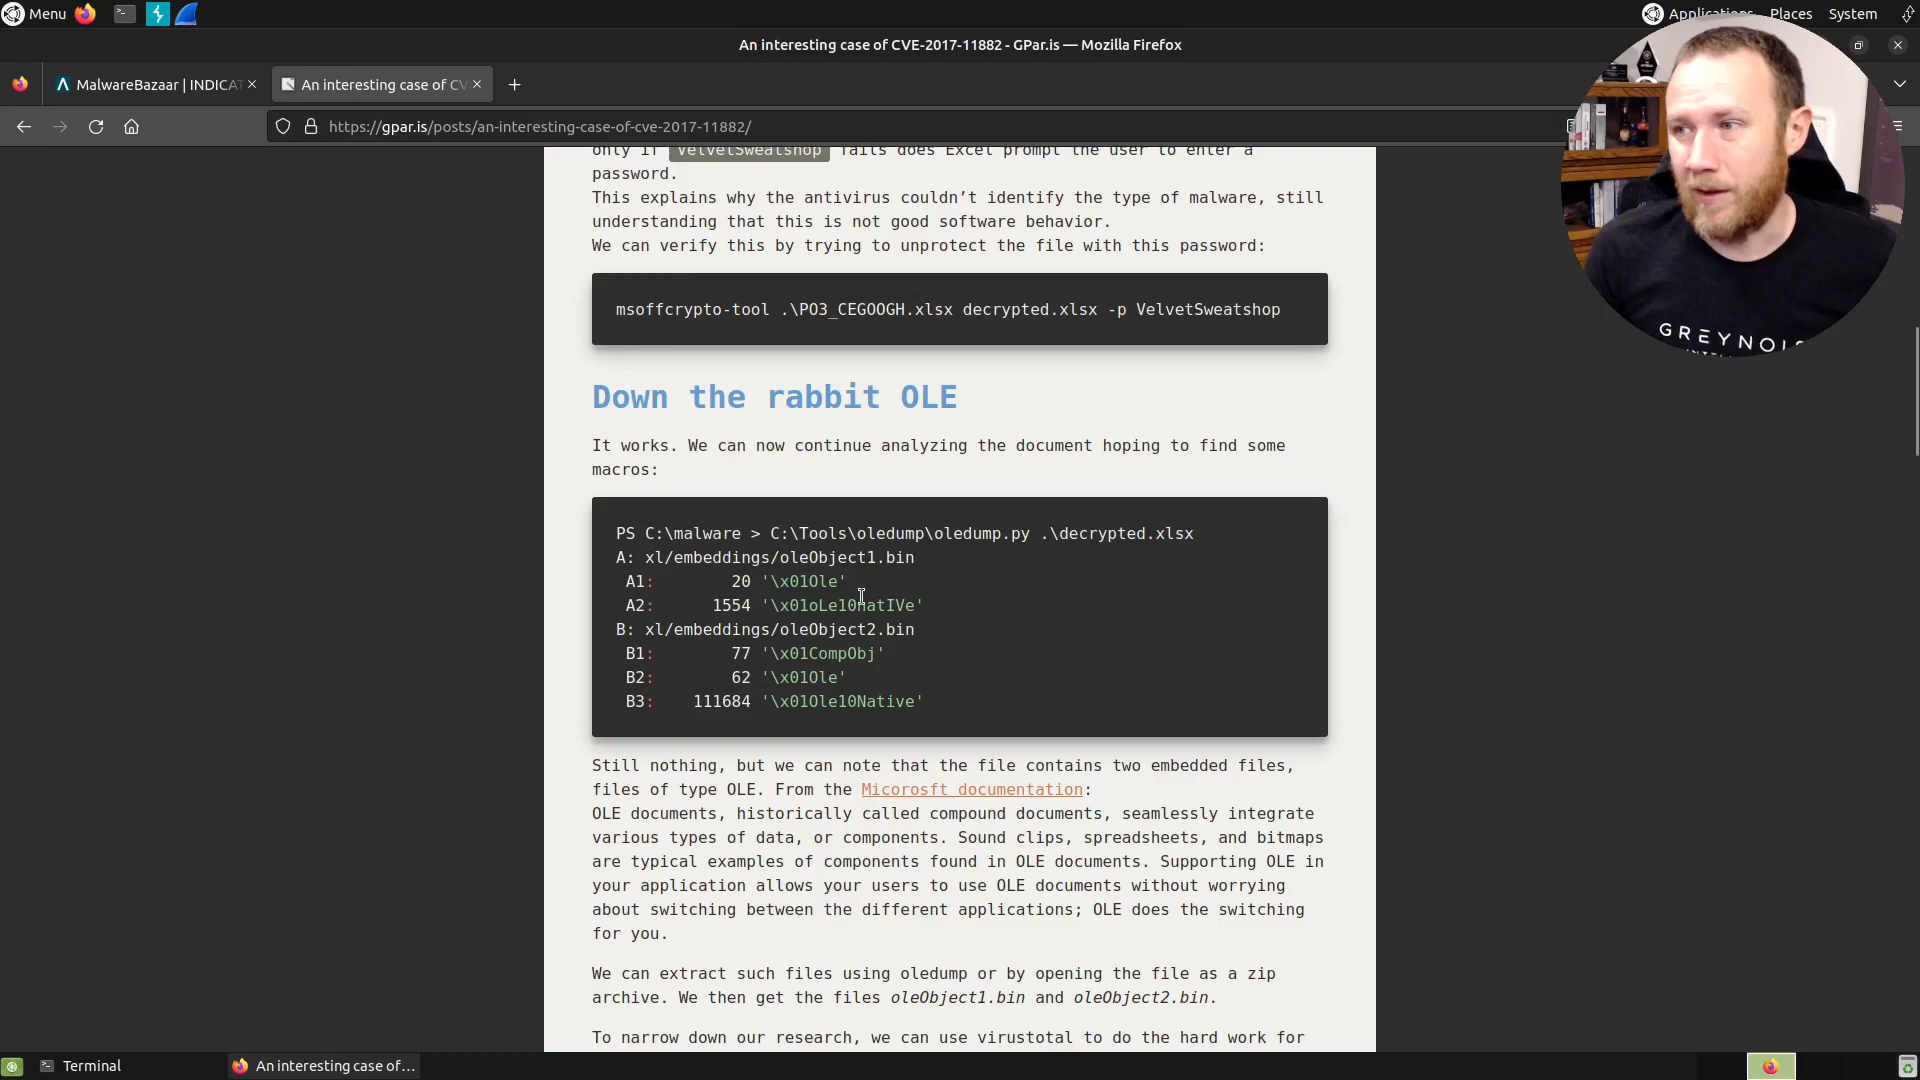 Menu
Applications Places System
An interesting case of CVE-2017-11882 - GPar.is — Mozilla Firefox
MalwareBazaar | INDICAT
An interesting case of CV
https://gpar.is/posts/an-interesting-case-of-cve-2017-11882/
only if VelvetSweatshop fails does Excel prompt the user to enter a
password.
This explains why the antivirus couldn’t identify the type of malware, still
understanding that this is not good software behavior.
We can verify this by trying to unprotect the file with this password:
msoffcrypto-tool .\PO3_CEGOOGH.xlsx decrypted.xlsx -p VelvetSweatshop
Down the rabbit OLE
It works. We can now continue analyzing the document hoping to find some
macros:
PS C:\malware > C:\Tools\oledump\oledump.py .\decrypted.xlsx
A: xl/embeddings/oleObject1.bin
A1: 20 '\x01Ole'
A2: 1554 '\x01oLe10natIVe'
B: xl/embeddings/oleObject2.bin
B1: 77 '\x01CompObj'
B2: 62 '\x01Ole'
B3: 111684 '\x01Ole10Native'
Still nothing, but we can note that the file contains two embedded files,
files of type OLE. From the Micorosft documentation:
OLE documents, historically called compound documents, seamlessly integrate
various types of data, or components. Sound clips, spreadsheets, and bitmaps
are typical examples of components found in OLE documents. Supporting OLE in
your application allows your users to use OLE documents without worrying
about switching between the different applications; OLE does the switching
for you.
We can extract such files using oledump or by opening the file as a zip
archive. We then get the files oleObject1.bin and oleObject2.bin.
To narrow down our research, we can use virustotal to do the hard work for
GREYNOIS
Terminal
An interesting case of...